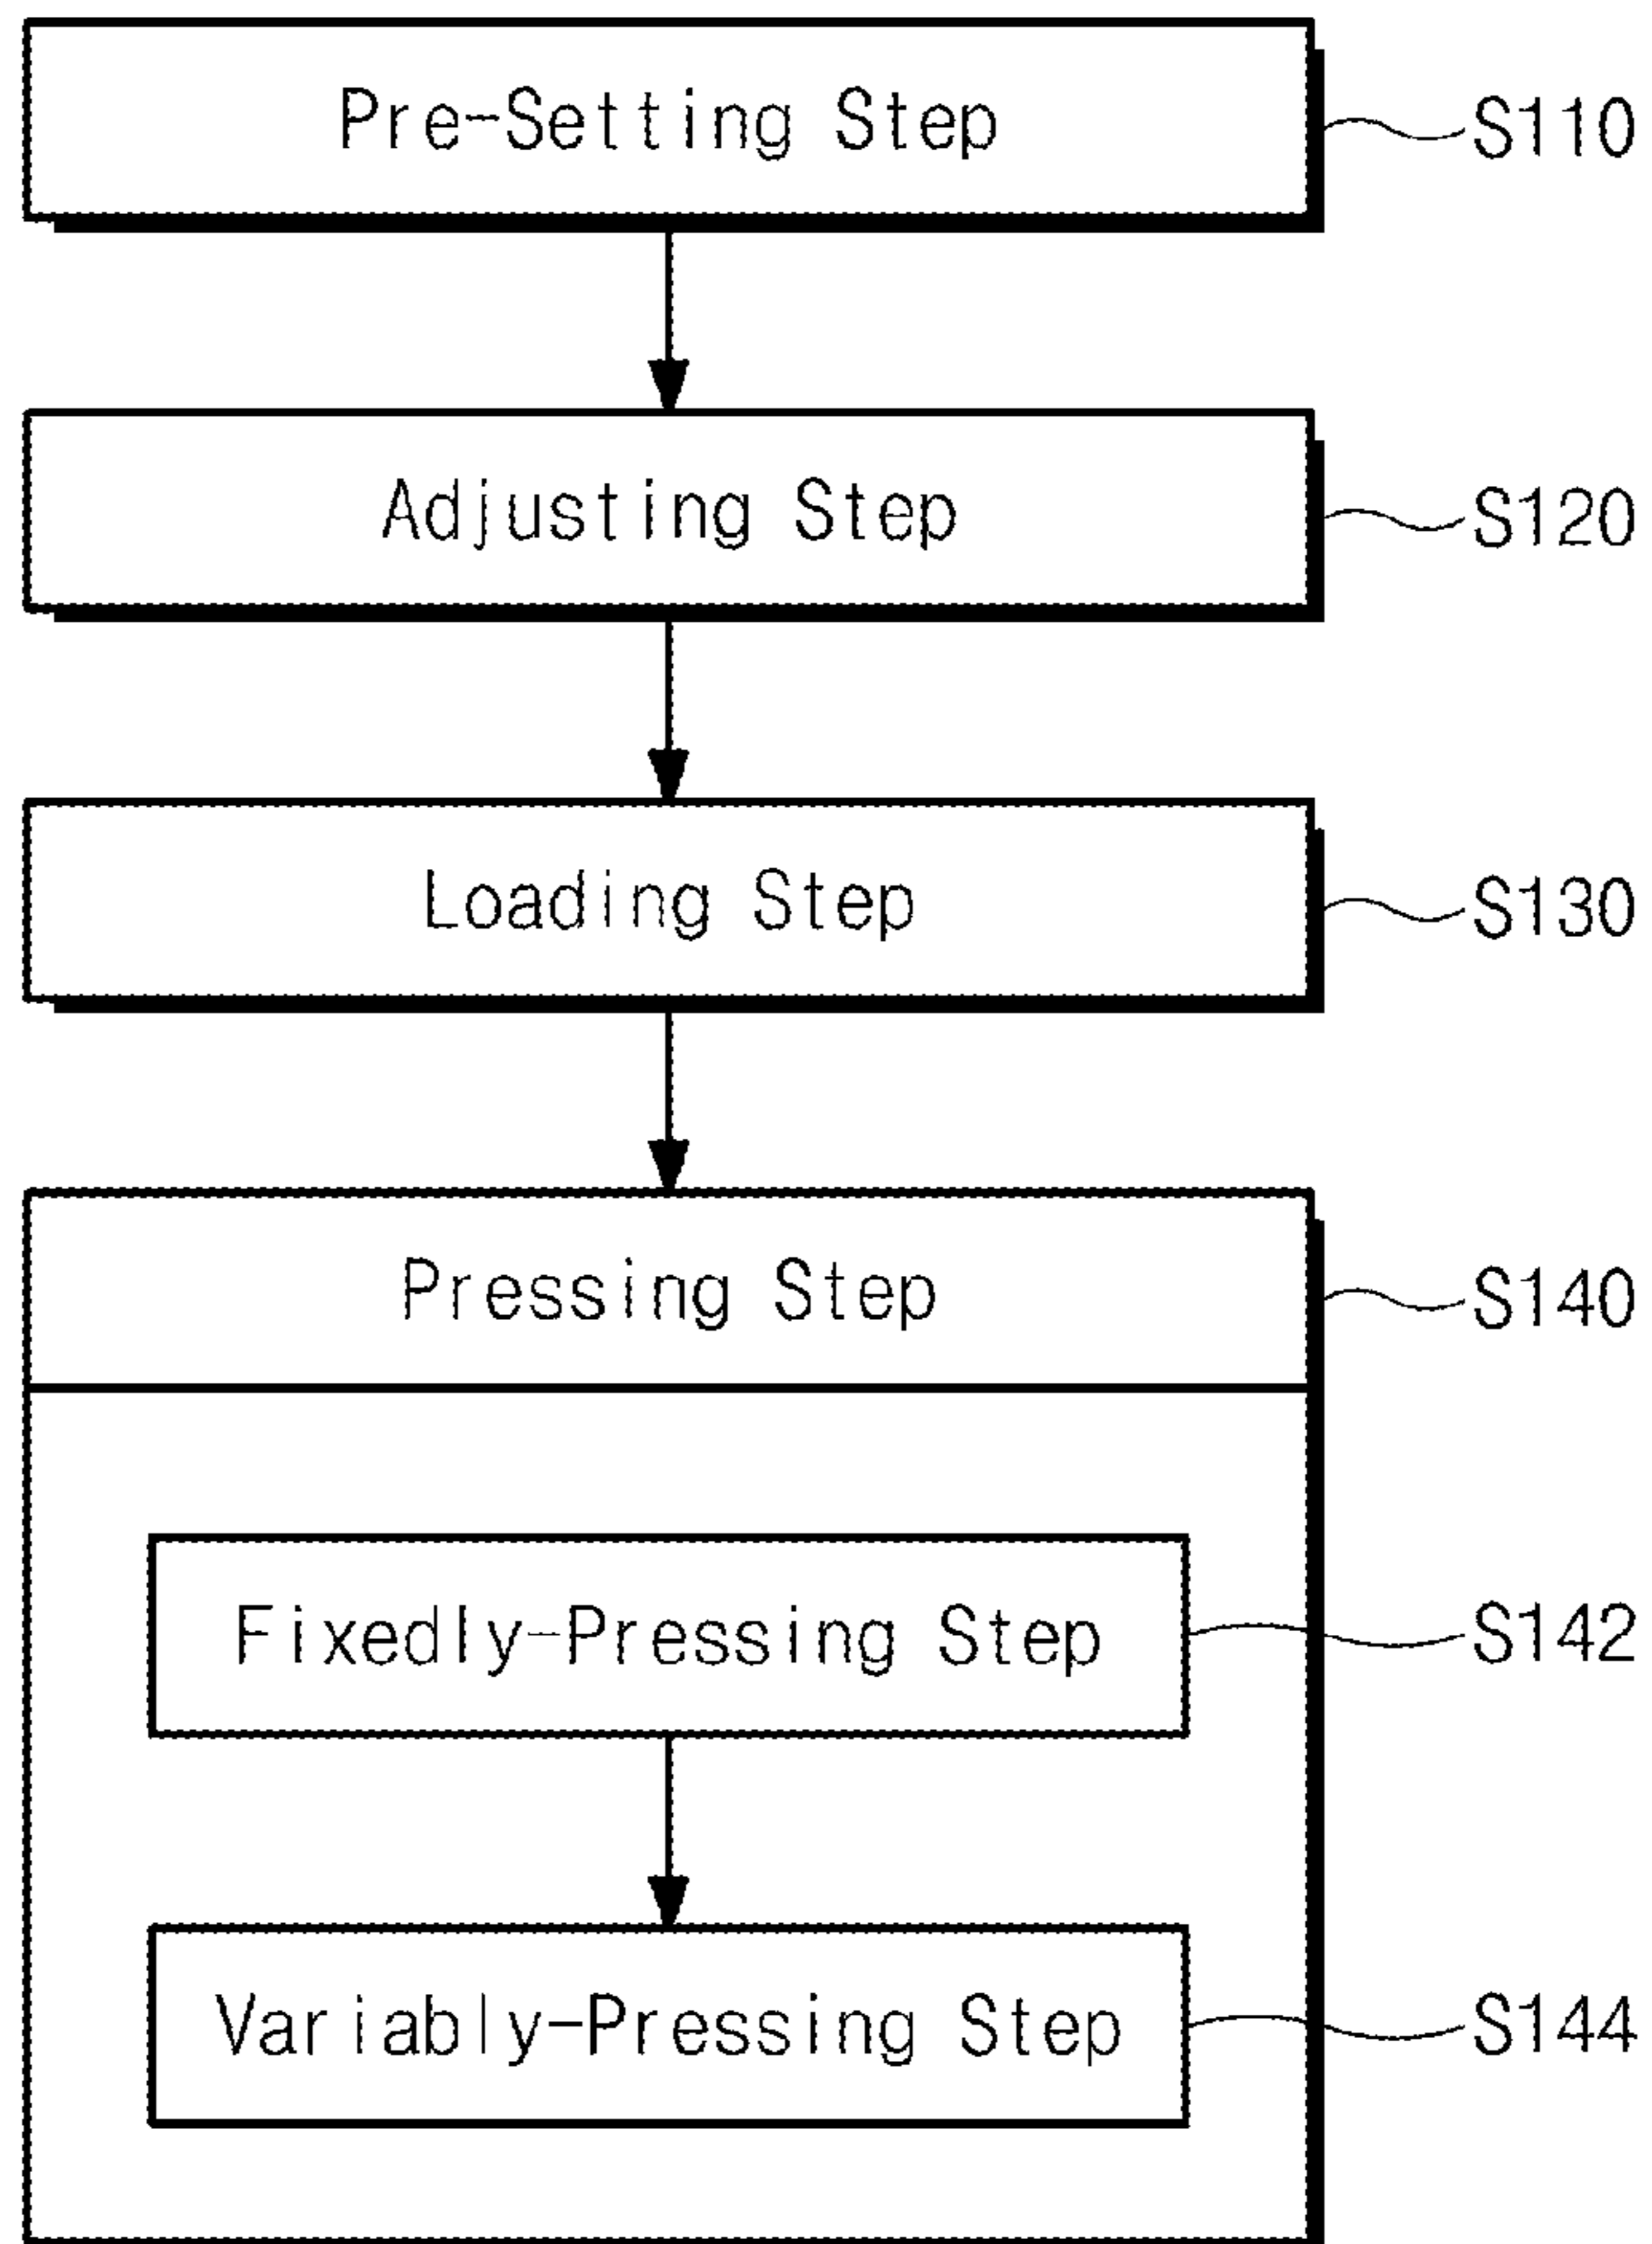 Pre-Setting Step S110
Adjusting Step S120
Loading Step S130
Pressing Step S140
Fixedly-Pressing Step S142
Variably-Pressing Step S144